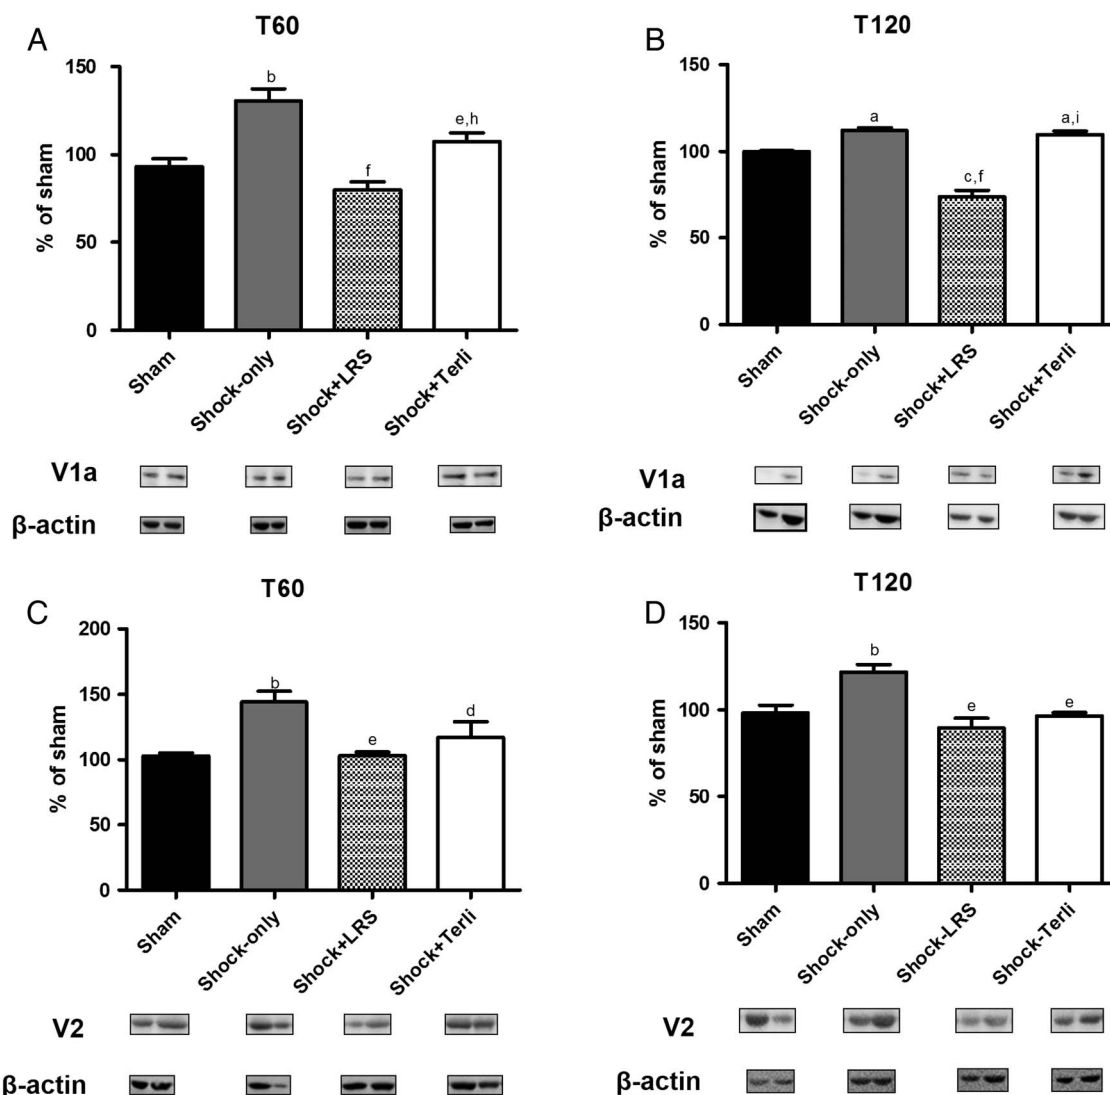 A
T60
% of sham
150
100
50
0
b
f
e,h
Sham
Shock-only
Shock+LRS
Shock+Terli
V1a
β-actin
B
T120
% of sham
150
100
50
0
a
c,f
a,i
Sham
Shock-only
Shock+LRS
Shock+Terli
V1a
β-actin
C
T60
% of sham
200
150
100
50
0
b
e
d
Sham
Shock-only
Shock+LRS
Shock+Terli
V2
β-actin
D
T120
% of sham
150
100
50
0
b
e
e
Sham
Shock-only
Shock-LRS
Shock-Terli
V2
β-actin